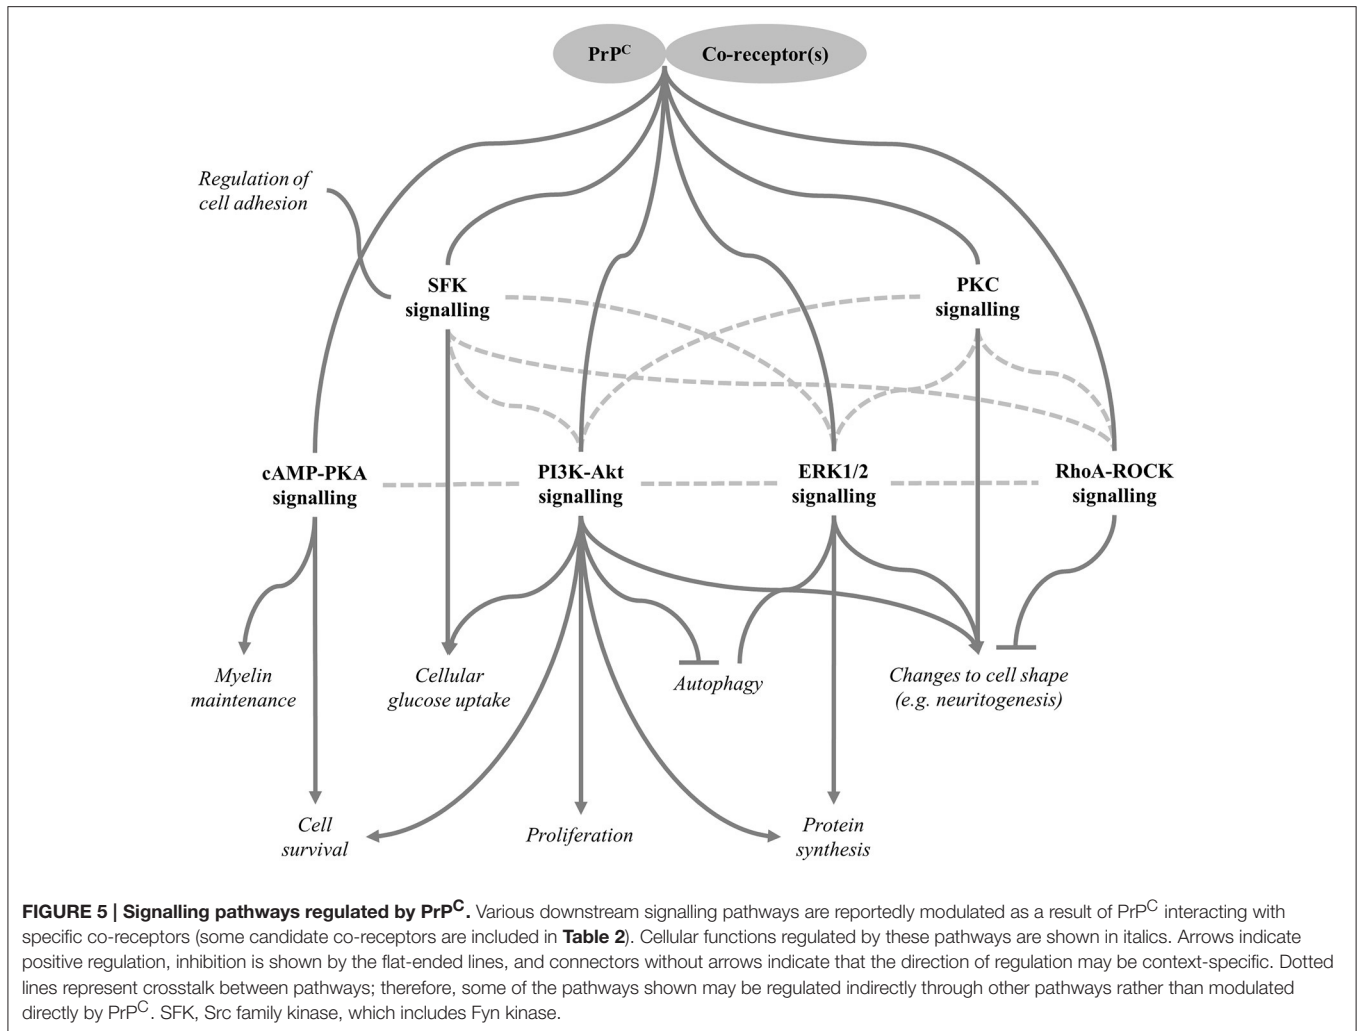 PrPC
Co-receptor(s)
Regulation of
cell adhesion
SFK
signalling
PKC
signalling
cAMP-PKA
signalling
PI3K-Akt
signalling
ERK1/2
signalling
RhoA-ROCK
signalling
Myelin
maintenance
Cellular
glucose uptake
Autophagy
Changes to cell shape
(e.g. neuritogenesis)
Cell
survival
Proliferation
Protein
synthesis
FIGURE 5 | Signalling pathways regulated by PrPC. Various downstream signalling pathways are reportedly modulated as a result of PrPC interacting with
specific co-receptors (some candidate co-receptors are included in Table 2). Cellular functions regulated by these pathways are shown in italics. Arrows indicate
positive regulation, inhibition is shown by the flat-ended lines, and connectors without arrows indicate that the direction of regulation may be context-specific. Dotted
lines represent crosstalk between pathways; therefore, some of the pathways shown may be regulated indirectly through other pathways rather than modulated
directly by PrPC. SFK, Src family kinase, which includes Fyn kinase.